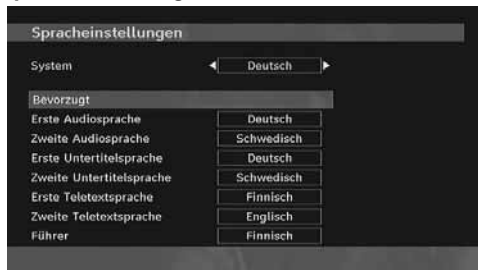 Spracheinstellungen
System Deutsch
Bevorzugt
Erste Audiosprache Deutsch
Zweite Audiosprache Schwedisch
Erste Untertitelsprache Deutsch
Zweite Untertitelsprache Schwedisch
Erste Teletextsprache Finnisch
Zweite Teletextsprache Englisch
Führer Finnisch